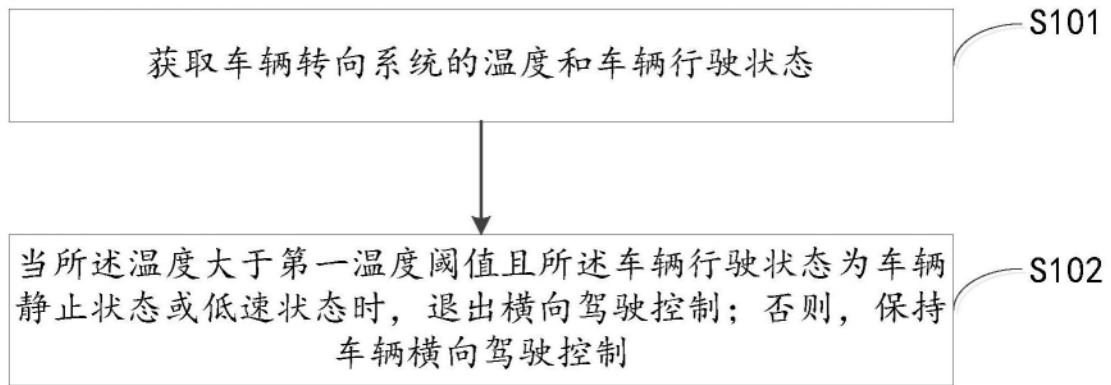 获取车辆转向系统的温度和车辆行驶状态
S101
当所述温度大于第一温度阈值且所述车辆行驶状态为车辆
静止状态或低速状态时，退出横向驾驶控制；否则，保持
车辆横向驾驶控制
S102